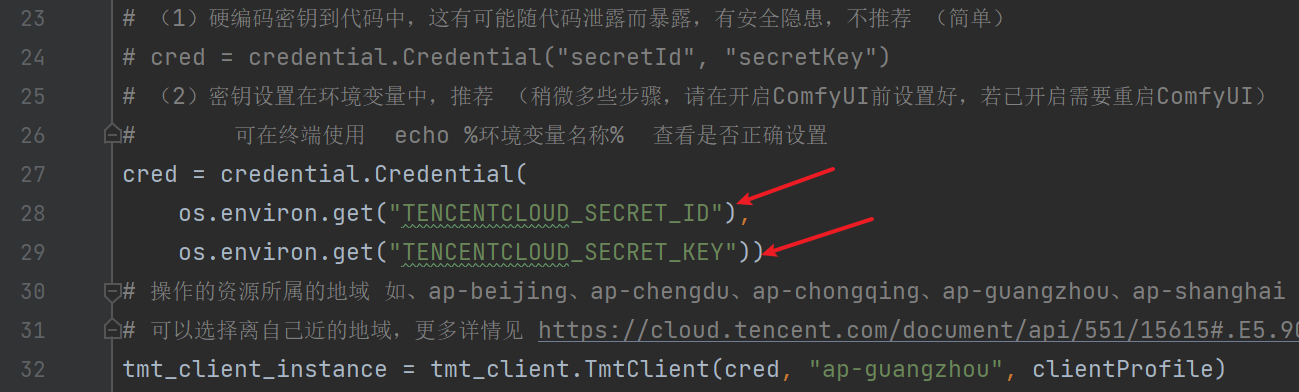 23 # （1）硬编码密钥到代码中，这有可能随代码泄露而暴露，有安全隐患，不推荐 （简单）
24 # cred = credential.Credential("secretId", "secretKey")
25 # （2）密钥设置在环境变量中，推荐 （稍微多些步骤，请在开启ComfyUI前设置好，若已开启需要重启ComfyUI）
26 # 可在终端使用 echo %环境变量名称% 查看是否正确设置
27 cred = credential.Credential(
28 os.environ.get("TENCENTCLOUD_SECRET_ID"),
29 os.environ.get("TENCENTCLOUD_SECRET_KEY"))
30 # 操作的资源所属的地域 如、ap-beijing、ap-chengdu、ap-chongqing、ap-guangzhou、ap-shanghai
31 # 可以选择离自己近的地域，更多详情见 https://cloud.tencent.com/document/api/551/15615#.E5.90
32 tmt_client_instance = tmt_client.TmtClient(cred, "ap-guangzhou", clientProfile)